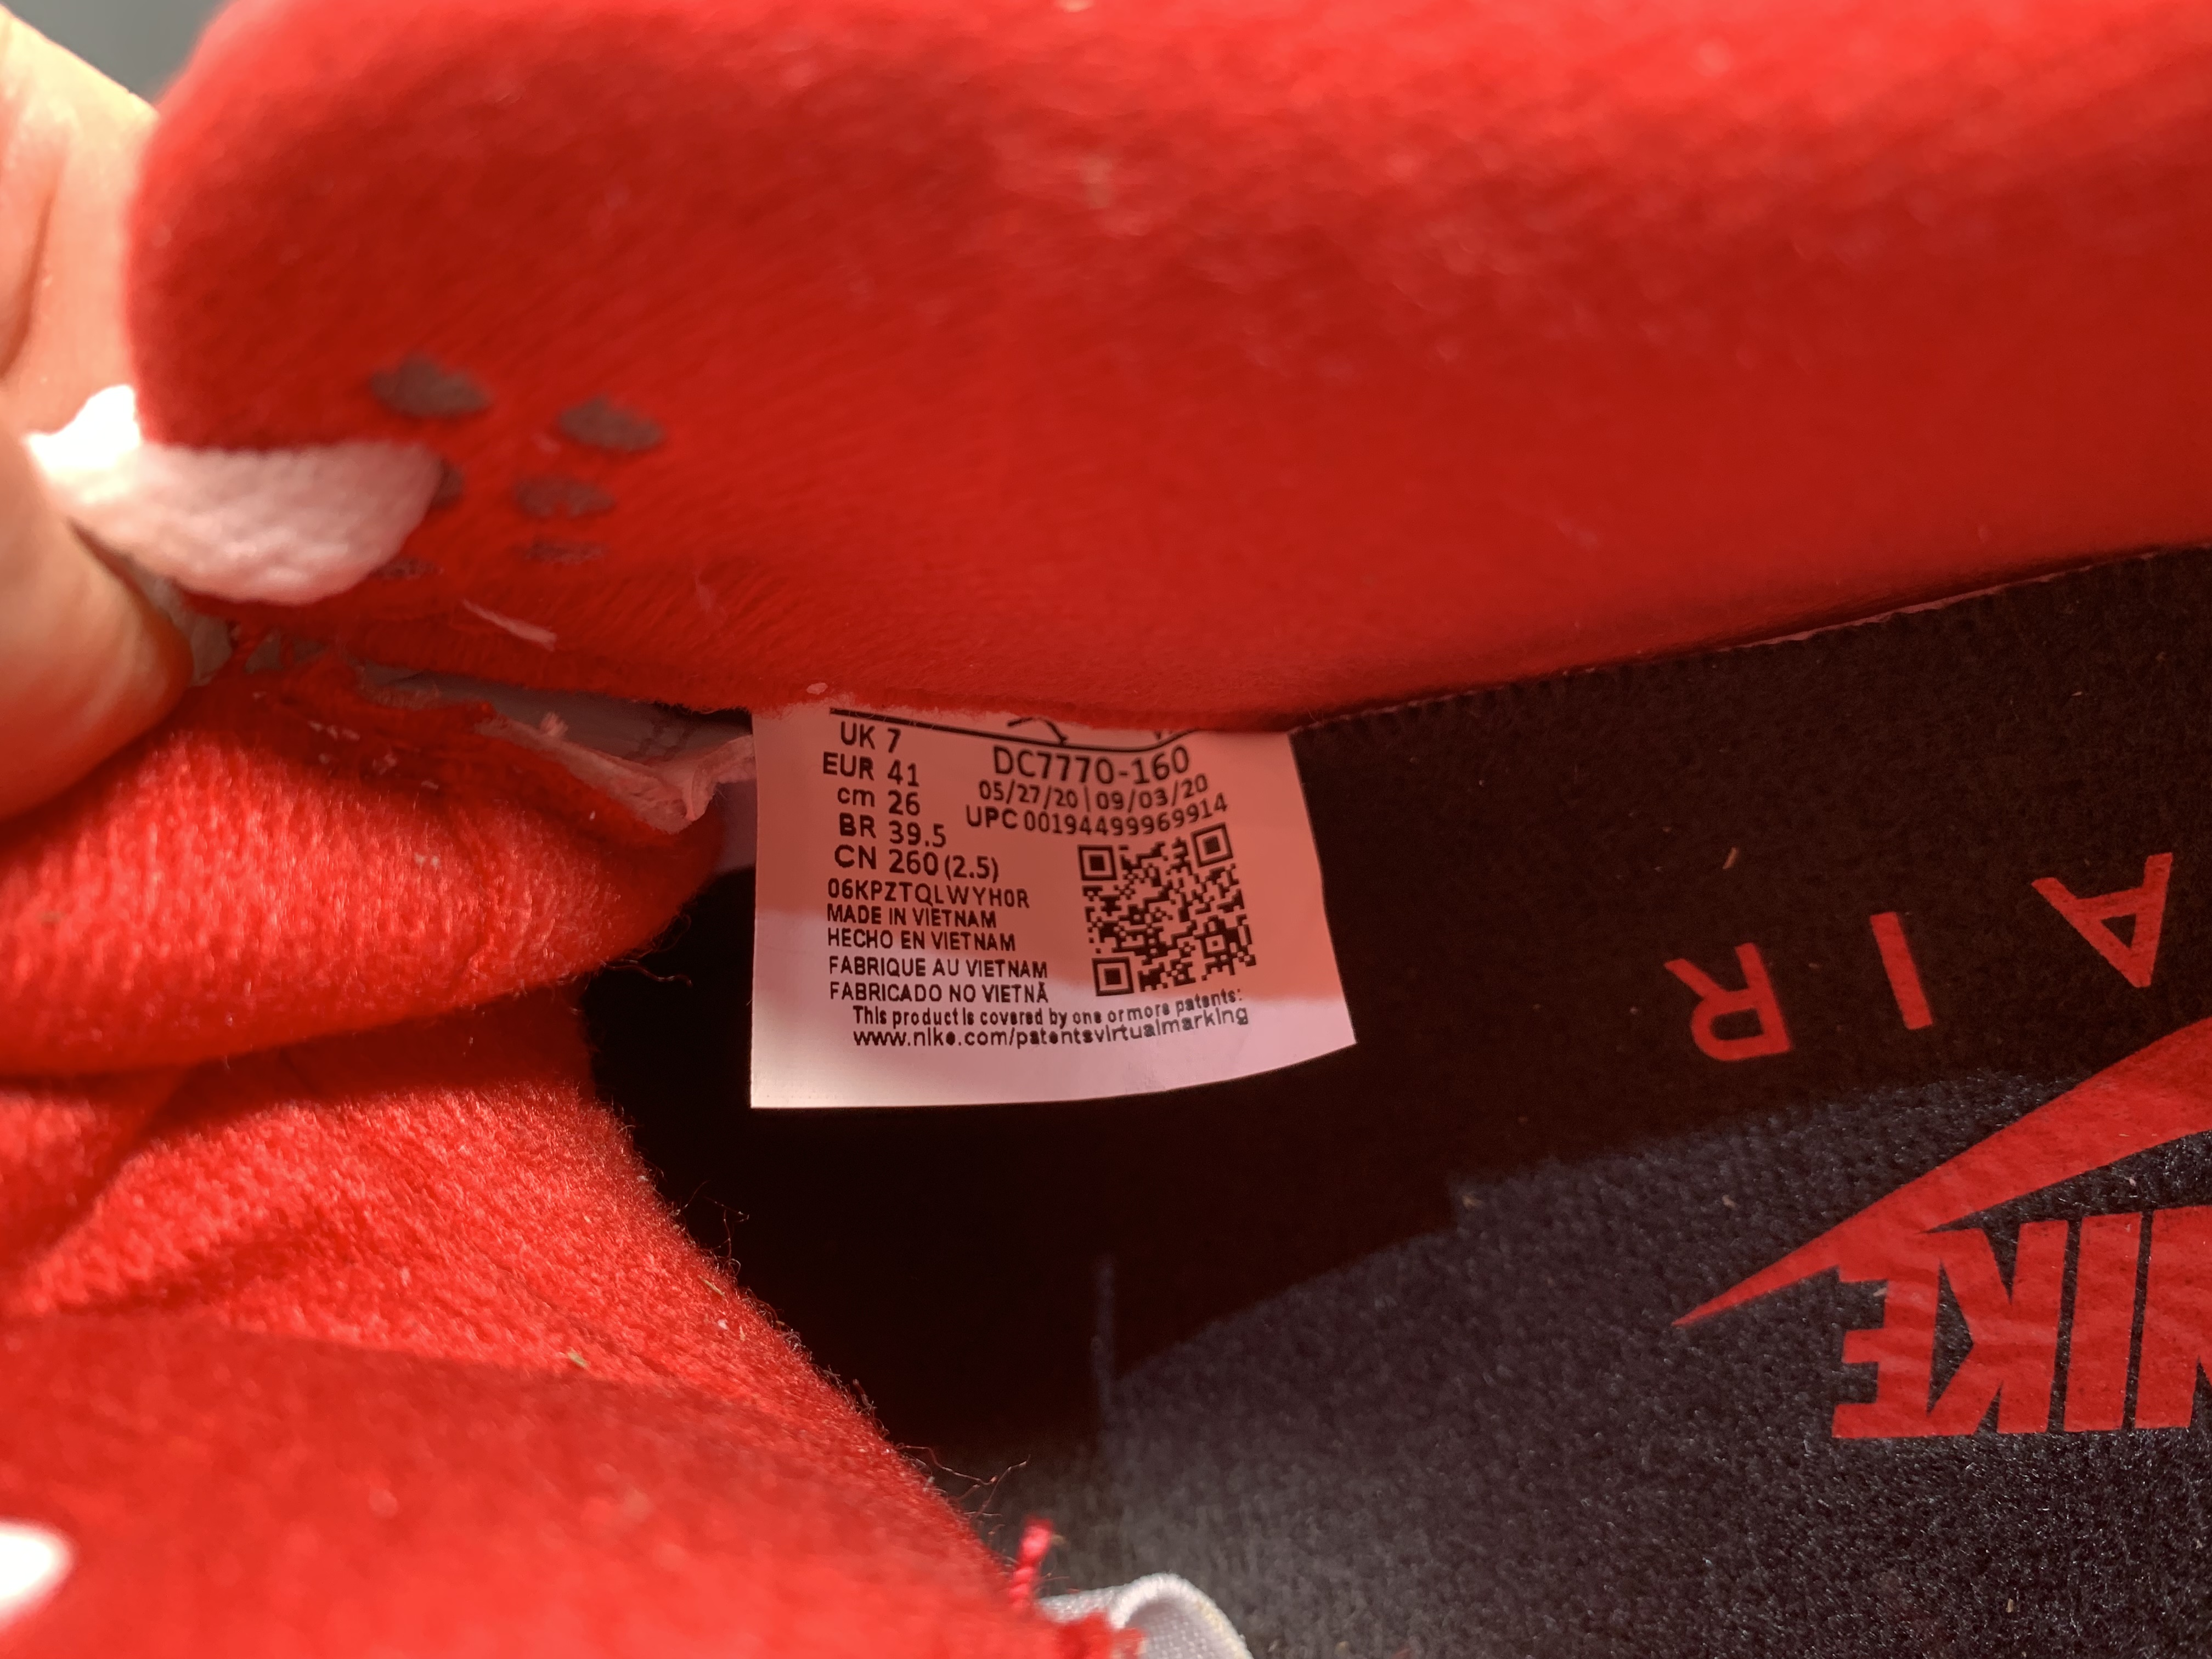 UK 7
EUR 41
cm 26
BR 39.5
CN 260 (2.5)
06KPZTQLWYH0R
MADE IN VIETNAM
HECHO EN VIETNAM
FABRIQUE AU VIETNAM
FABRICADO NO VIETNÃ
This product is covered by one or more patents:
www.nike.com/patentsvirtualmarking
DC7770-160
05/27/20 | 09/03/20
UPC 00194499969914
AIR
NIKE